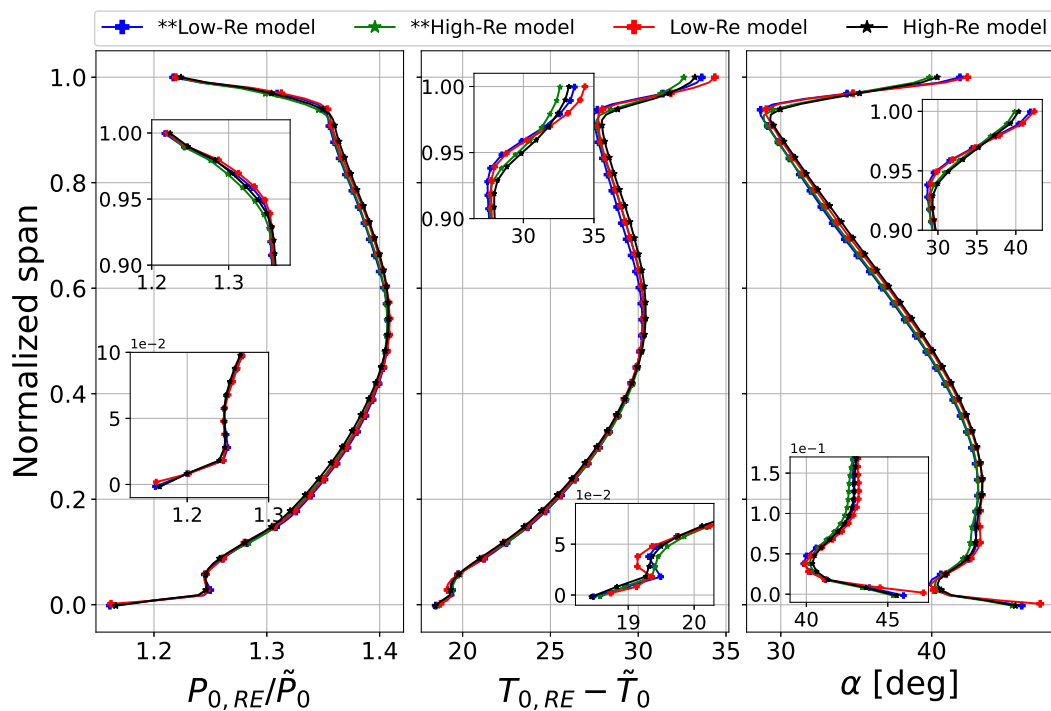 **Low-Re model **High-Re model Low-Re model High-Re model
Normalized span
1.0
0.8
0.6
0.4
0.2
0.0
1.2 1.3 1.4
P_{0,RE}/P̃_0
1.00
0.95
0.90
1.2 1.3
1e−2
10
5
0
1.2 1.3
20 25 30 35
T_{0,RE} − T̃_0
1.00
0.95
0.90
30 35
1e−2
5
0
19 20
30 40
α [deg]
1.00
0.95
0.90
30 35 40
1e−1
1.5
1.0
0.5
0.0
40 45